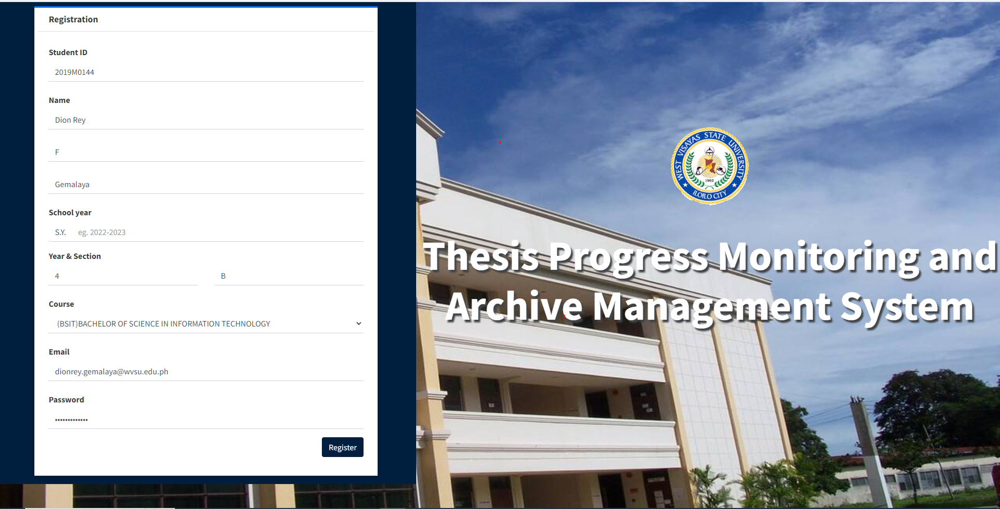 Registration
Student ID
2019M0144
Name
Dion Rey
F
Gemalaya
School year
S.Y. eg. 2022-2023
Year & Section
4 B
Course
(BSIT)BACHELOR OF SCIENCE IN INFORMATION TECHNOLOGY
Email
dionrey.gemalaya@wvsu.edu.ph
Password
•••••••••••••
Register
WEST VISAYAS STATE UNIVERSITY
1902
ILOILO CITY
Thesis Progress Monitoring and
Archive Management System